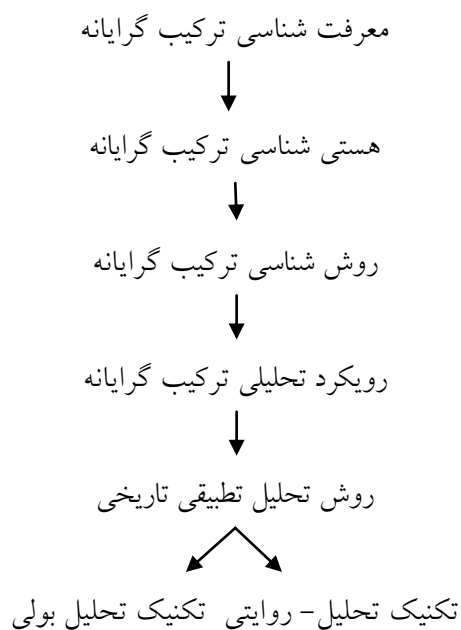 معرفت شناسی ترکیب گرایانه
هستی شناسی ترکیب گرایانه
روش شناسی ترکیب گرایانه
رویکرد تحلیلی ترکیب گرایانه
روش تحلیل تطبیقی تاریخی
تکنیک تحلیل– روایتی تکنیک تحلیل بولی